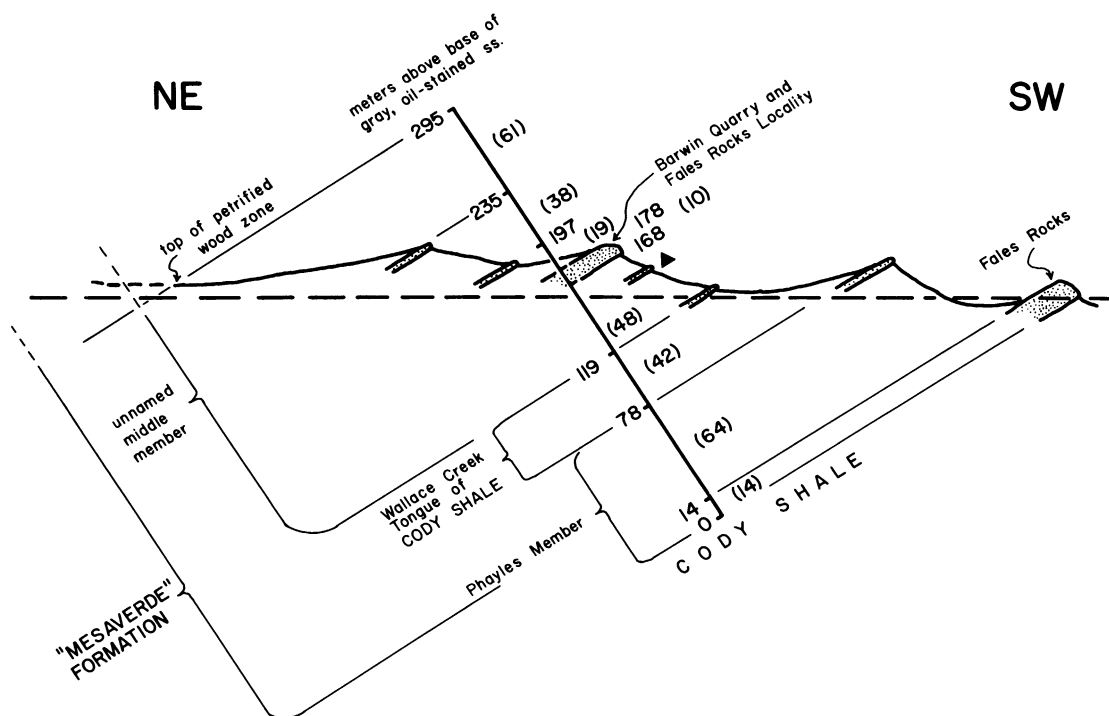 NE
SW
meters above base of
gray, oil-stained ss.
295
(61)
235
(38)
197
(19)
178
(10)
168
Barwin Quarry and
Fales Rocks Locality
top of petrified
wood zone
Fales Rocks
(48)
119
(42)
78
(64)
14
(14)
0
CODY SHALE
unnamed
middle
member
Wallace Creek
Tongue of
CODY SHALE
Phayles Member
"MESAVERDE"
FORMATION